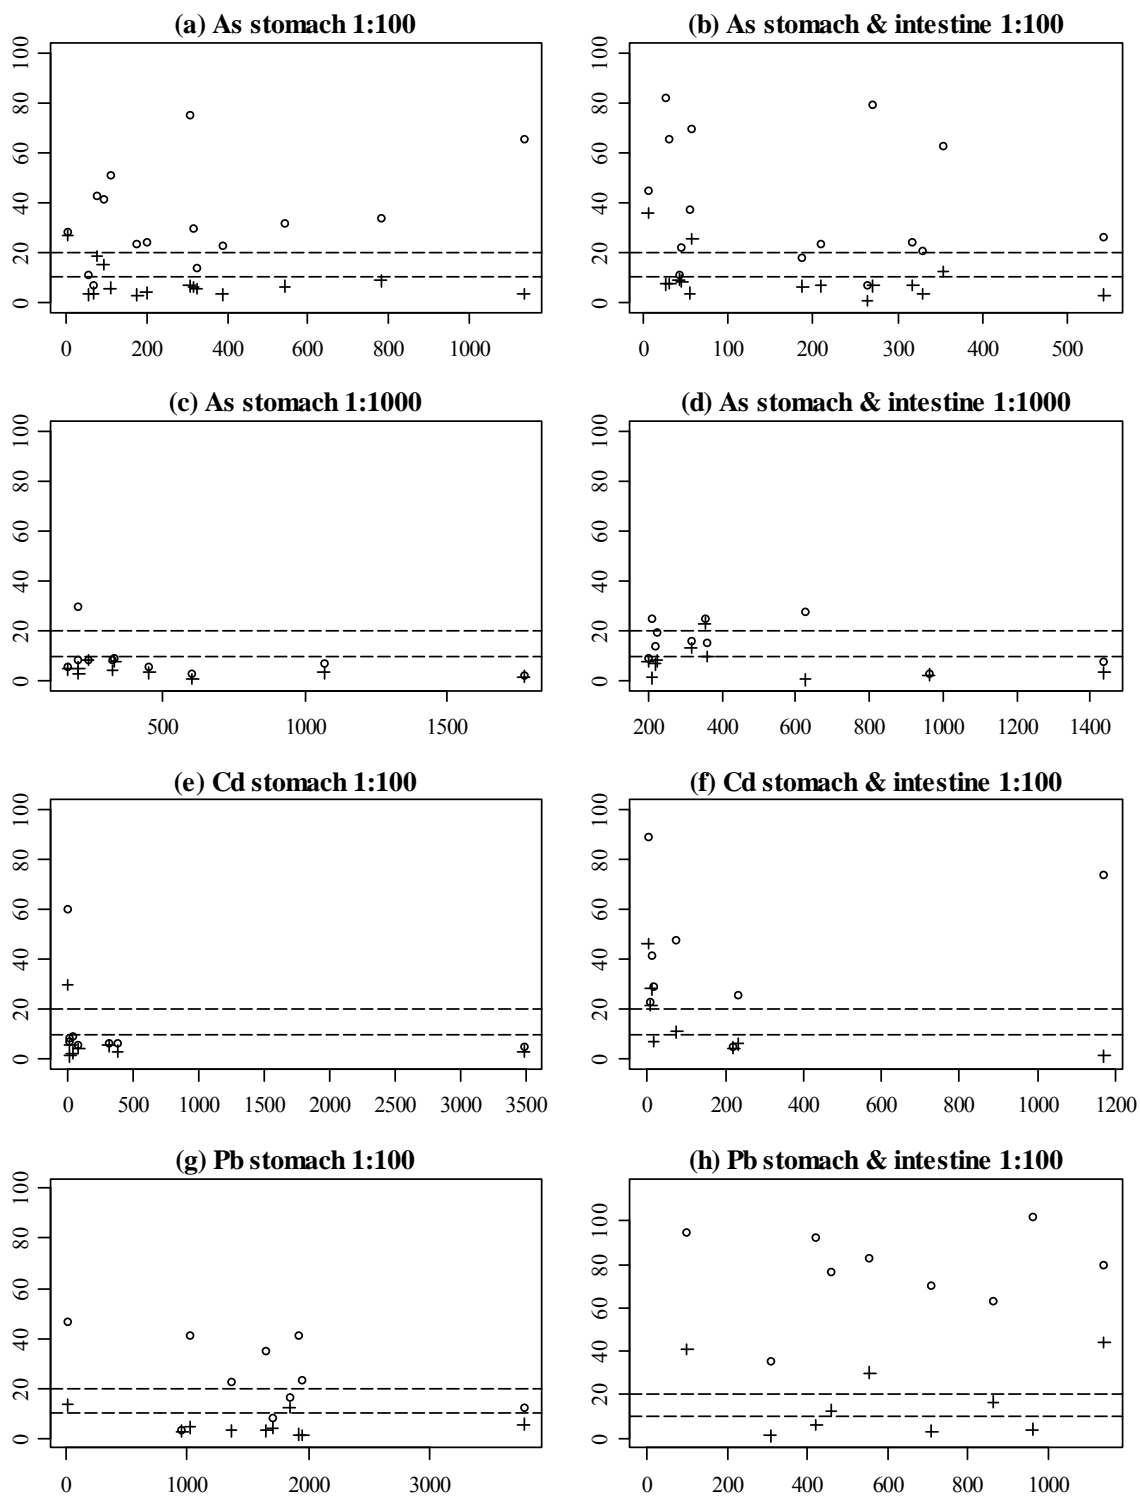 (a) As stomach 1:100
(b) As stomach & intestine 1:100
0 20 40 60 80 100
0 20 40 60 80 100
0 200 400 600 800 1000
0 100 200 300 400 500
(c) As stomach 1:1000
(d) As stomach & intestine 1:1000
0 20 40 60 80 100
0 20 40 60 80 100
500 1000 1500
200 400 600 800 1000 1200 1400
(e) Cd stomach 1:100
(f) Cd stomach & intestine 1:100
0 20 40 60 80 100
0 20 40 60 80 100
0 500 1000 1500 2000 2500 3000 3500
0 200 400 600 800 1000 1200
(g) Pb stomach 1:100
(h) Pb stomach & intestine 1:100
0 20 40 60 80 100
0 20 40 60 80 100
0 1000 2000 3000
0 200 400 600 800 1000